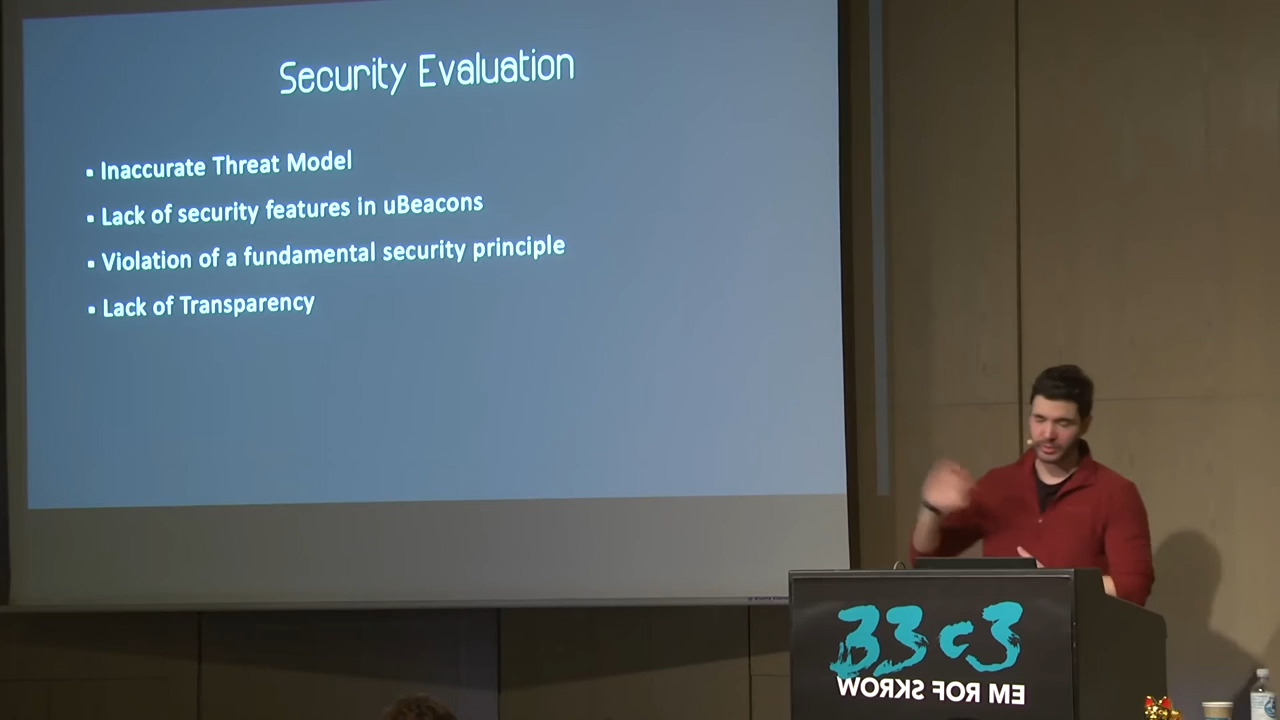 Security Evaluation
Inaccurate Threat Model
Lack of security features in uBeacons
Violation of a fundamental security principle
Lack of Transparency
33c3
WORKS FOR ME